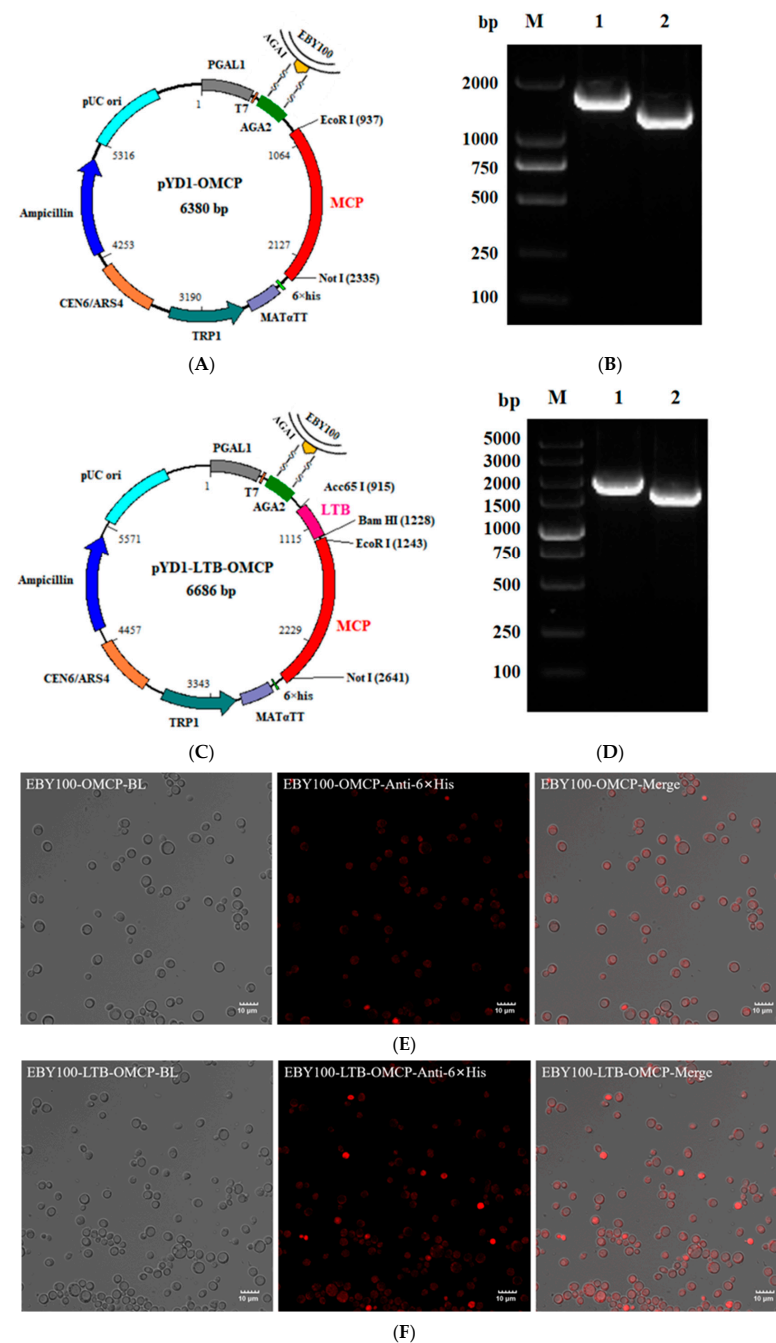 EBY100
AGA1
-S-S-
-S-S-
PGAL1
1
T7
AGA2
pUC ori
EcoR I (937)
5316
1064
pYD1-OMCP
6380 bp
MCP
Ampicillin
4253
2127
Not I (2335)
CEN6/ARS4
3190
6×his
MATαTT
TRP1
(A)
bp M 1 2
2000
1000
750
500
250
100
(B)
EBY100
AGA1
-S-S-
-S-S-
PGAL1
1
T7
AGA2
pUC ori
Acc65 I (915)
LTB
Bam HI (1228)
1115
EcoR I (1243)
5571
pYD1-LTB-OMCP
6686 bp
Ampicillin
MCP
4457
2229
CEN6/ARS4
3343
Not I (2641)
6×his
MATαTT
TRP1
(C)
bp M 1 2
5000
3000
2000
1500
1000
750
500
250
100
(D)
EBY100-OMCP-BL
EBY100-OMCP-Anti-6×His
EBY100-OMCP-Merge
10 μm
10 μm
10 μm
(E)
EBY100-LTB-OMCP-BL
EBY100-LTB-OMCP-Anti-6×His
EBY100-LTB-OMCP-Merge
10 μm
10 μm
10 μm
(F)